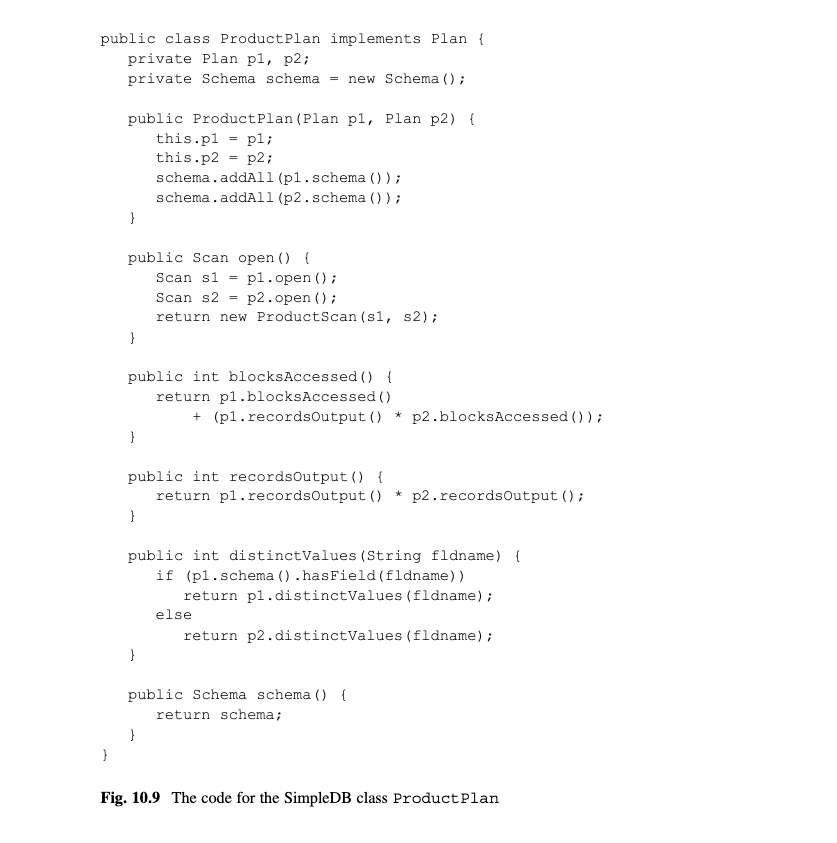 public class ProductPlan implements Plan {
   private Plan p1, p2;
   private Schema schema = new Schema();

   public ProductPlan(Plan p1, Plan p2) {
      this.p1 = p1;
      this.p2 = p2;
      schema.addAll(p1.schema());
      schema.addAll(p2.schema());
   }

   public Scan open() {
      Scan s1 = p1.open();
      Scan s2 = p2.open();
      return new ProductScan(s1, s2);
   }

   public int blocksAccessed() {
      return p1.blocksAccessed()
          + (p1.recordsOutput() * p2.blocksAccessed());
   }

   public int recordsOutput() {
      return p1.recordsOutput() * p2.recordsOutput();
   }

   public int distinctValues(String fldname) {
      if (p1.schema().hasField(fldname))
         return p1.distinctValues(fldname);
      else
         return p2.distinctValues(fldname);
   }

   public Schema schema() {
      return schema;
   }
}
Fig. 10.9 The code for the SimpleDB class ProductPlan